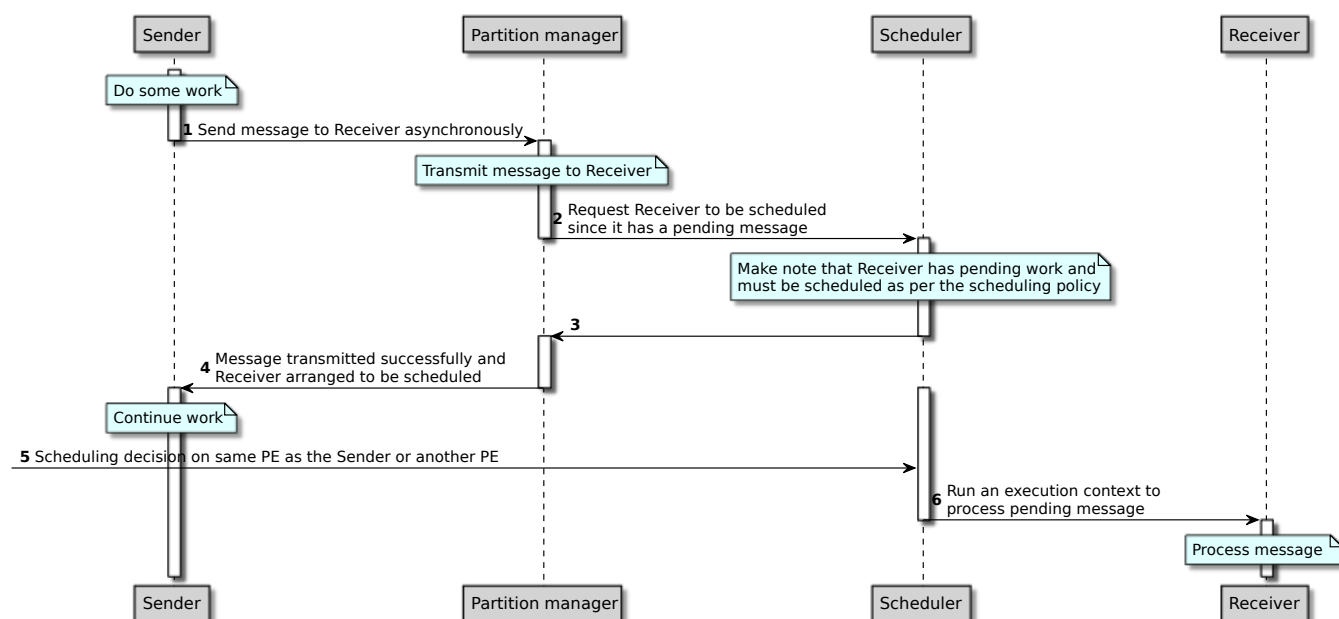 Sender
Partition manager
Scheduler
Receiver
Do some work
1 Send message to Receiver asynchronously
Transmit message to Receiver
2 Request Receiver to be scheduled
since it has a pending message
Make note that Receiver has pending work and
must be scheduled as per the scheduling policy
3
4 Message transmitted successfully and
Receiver arranged to be scheduled
Continue work
5 Scheduling decision on same PE as the Sender or another PE
6 Run an execution context to
process pending message
Process message
Sender
Partition manager
Scheduler
Receiver